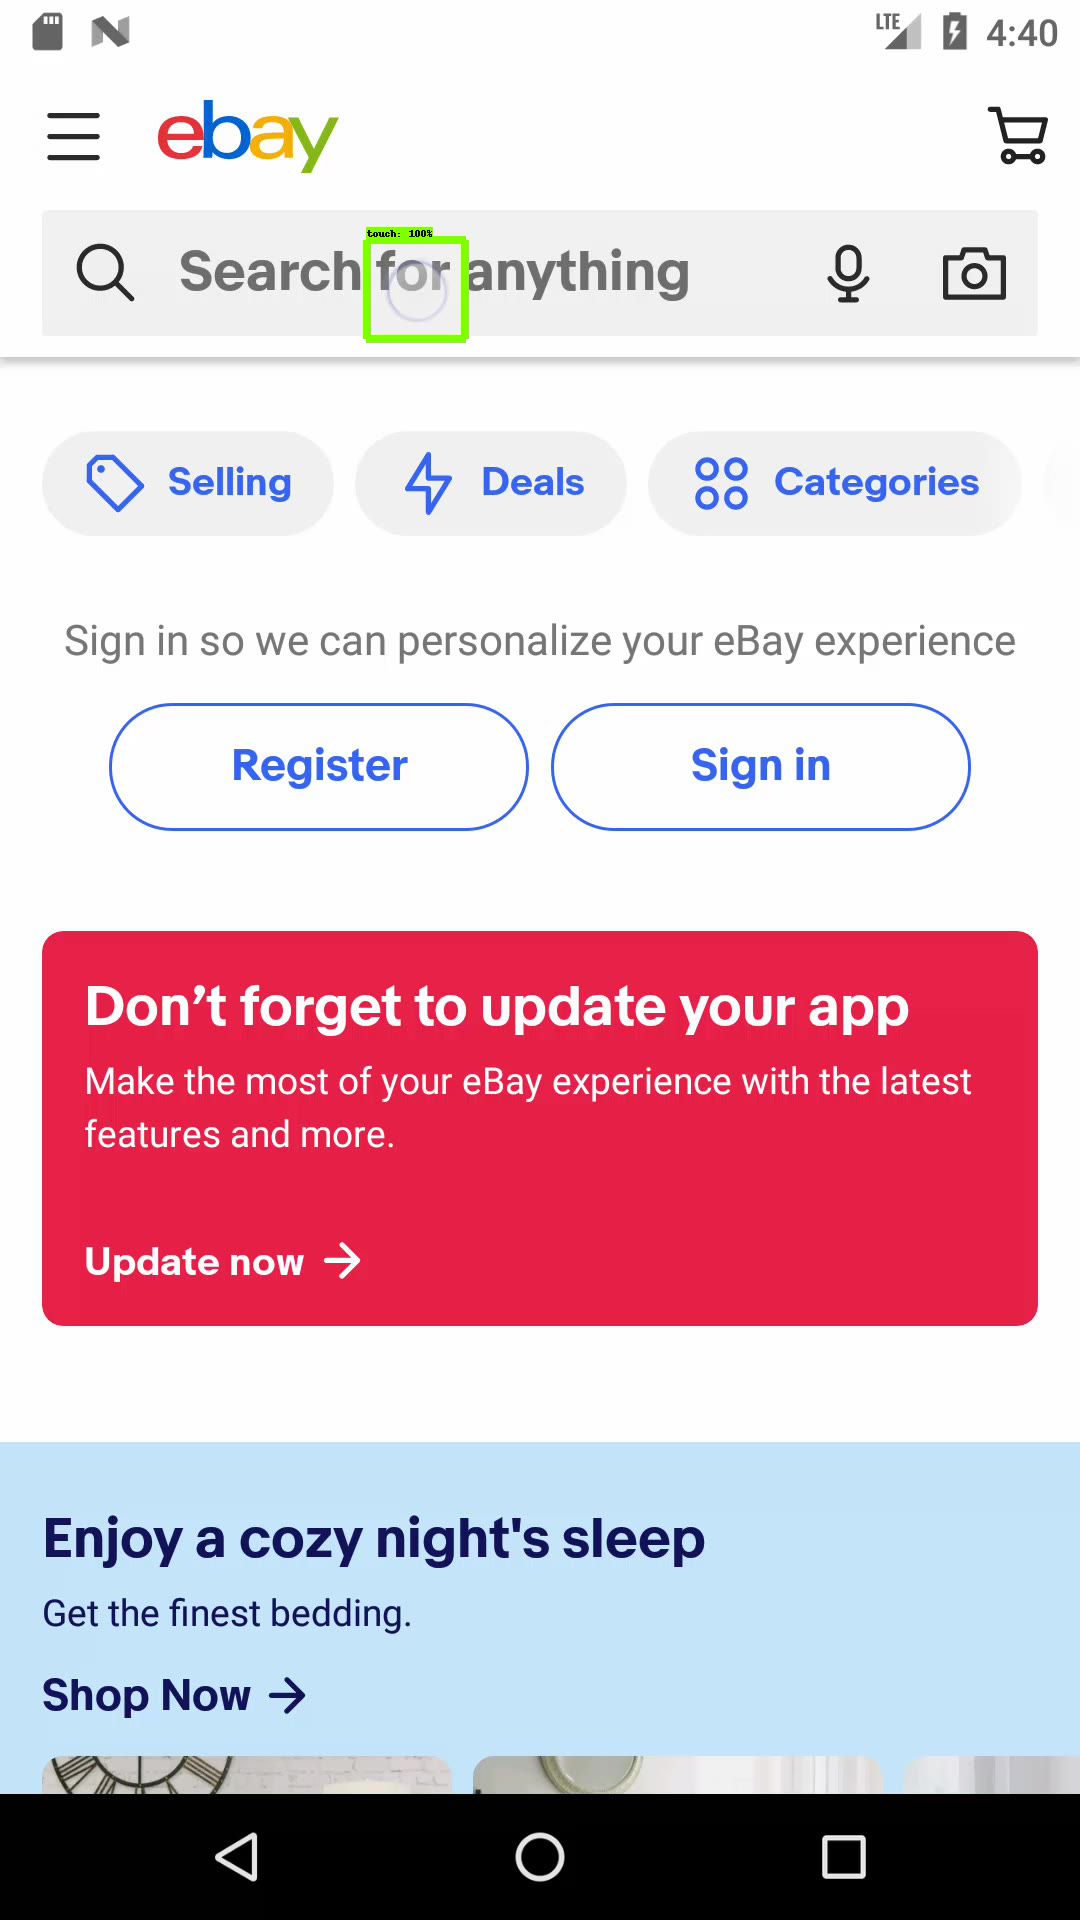 LTE 4:40
ebay
touch: 100%
Search for anything
Selling Deals Categories
Sign in so we can personalize your eBay experience
Register Sign in
Don’t forget to update your app
Make the most of your eBay experience with the latest
features and more.
Update now
Enjoy a cozy night's sleep
Get the finest bedding.
Shop Now